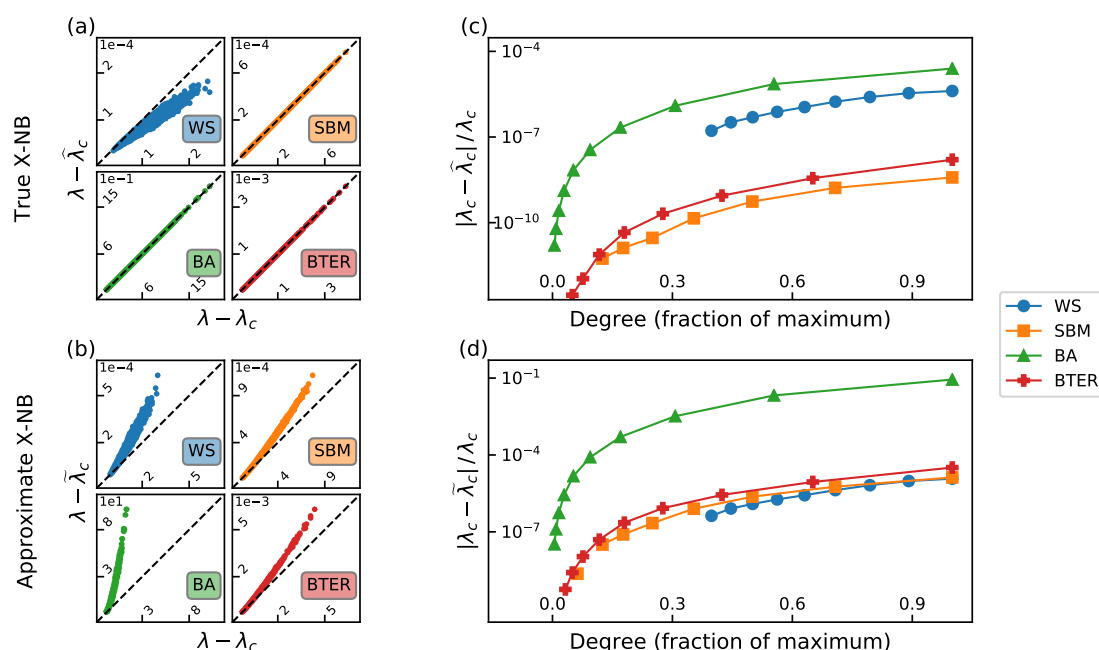 (a)
True X-NB
λ − λ̃c
1e−4
2
1
WS
1
2
1e−4
6
2
SBM
2
6
1e−1
15
6
BA
6
15
1e−3
3
1
BTER
1
3
λ − λc
(b)
Approximate X-NB
λ − λ̃c
1e−4
5
2
WS
2
5
1e−4
9
4
SBM
4
9
1e1
8
3
BA
3
8
1e−3
5
2
BTER
2
5
λ − λc
(c)
|λc − λ̃c| / λc
10−4
10−7
10−10
0.0 0.3 0.6 0.9
Degree (fraction of maximum)
(d)
|λc − λ̃c| / λc
10−1
10−4
10−7
0.0 0.3 0.6 0.9
Degree (fraction of maximum)
WS
SBM
BA
BTER